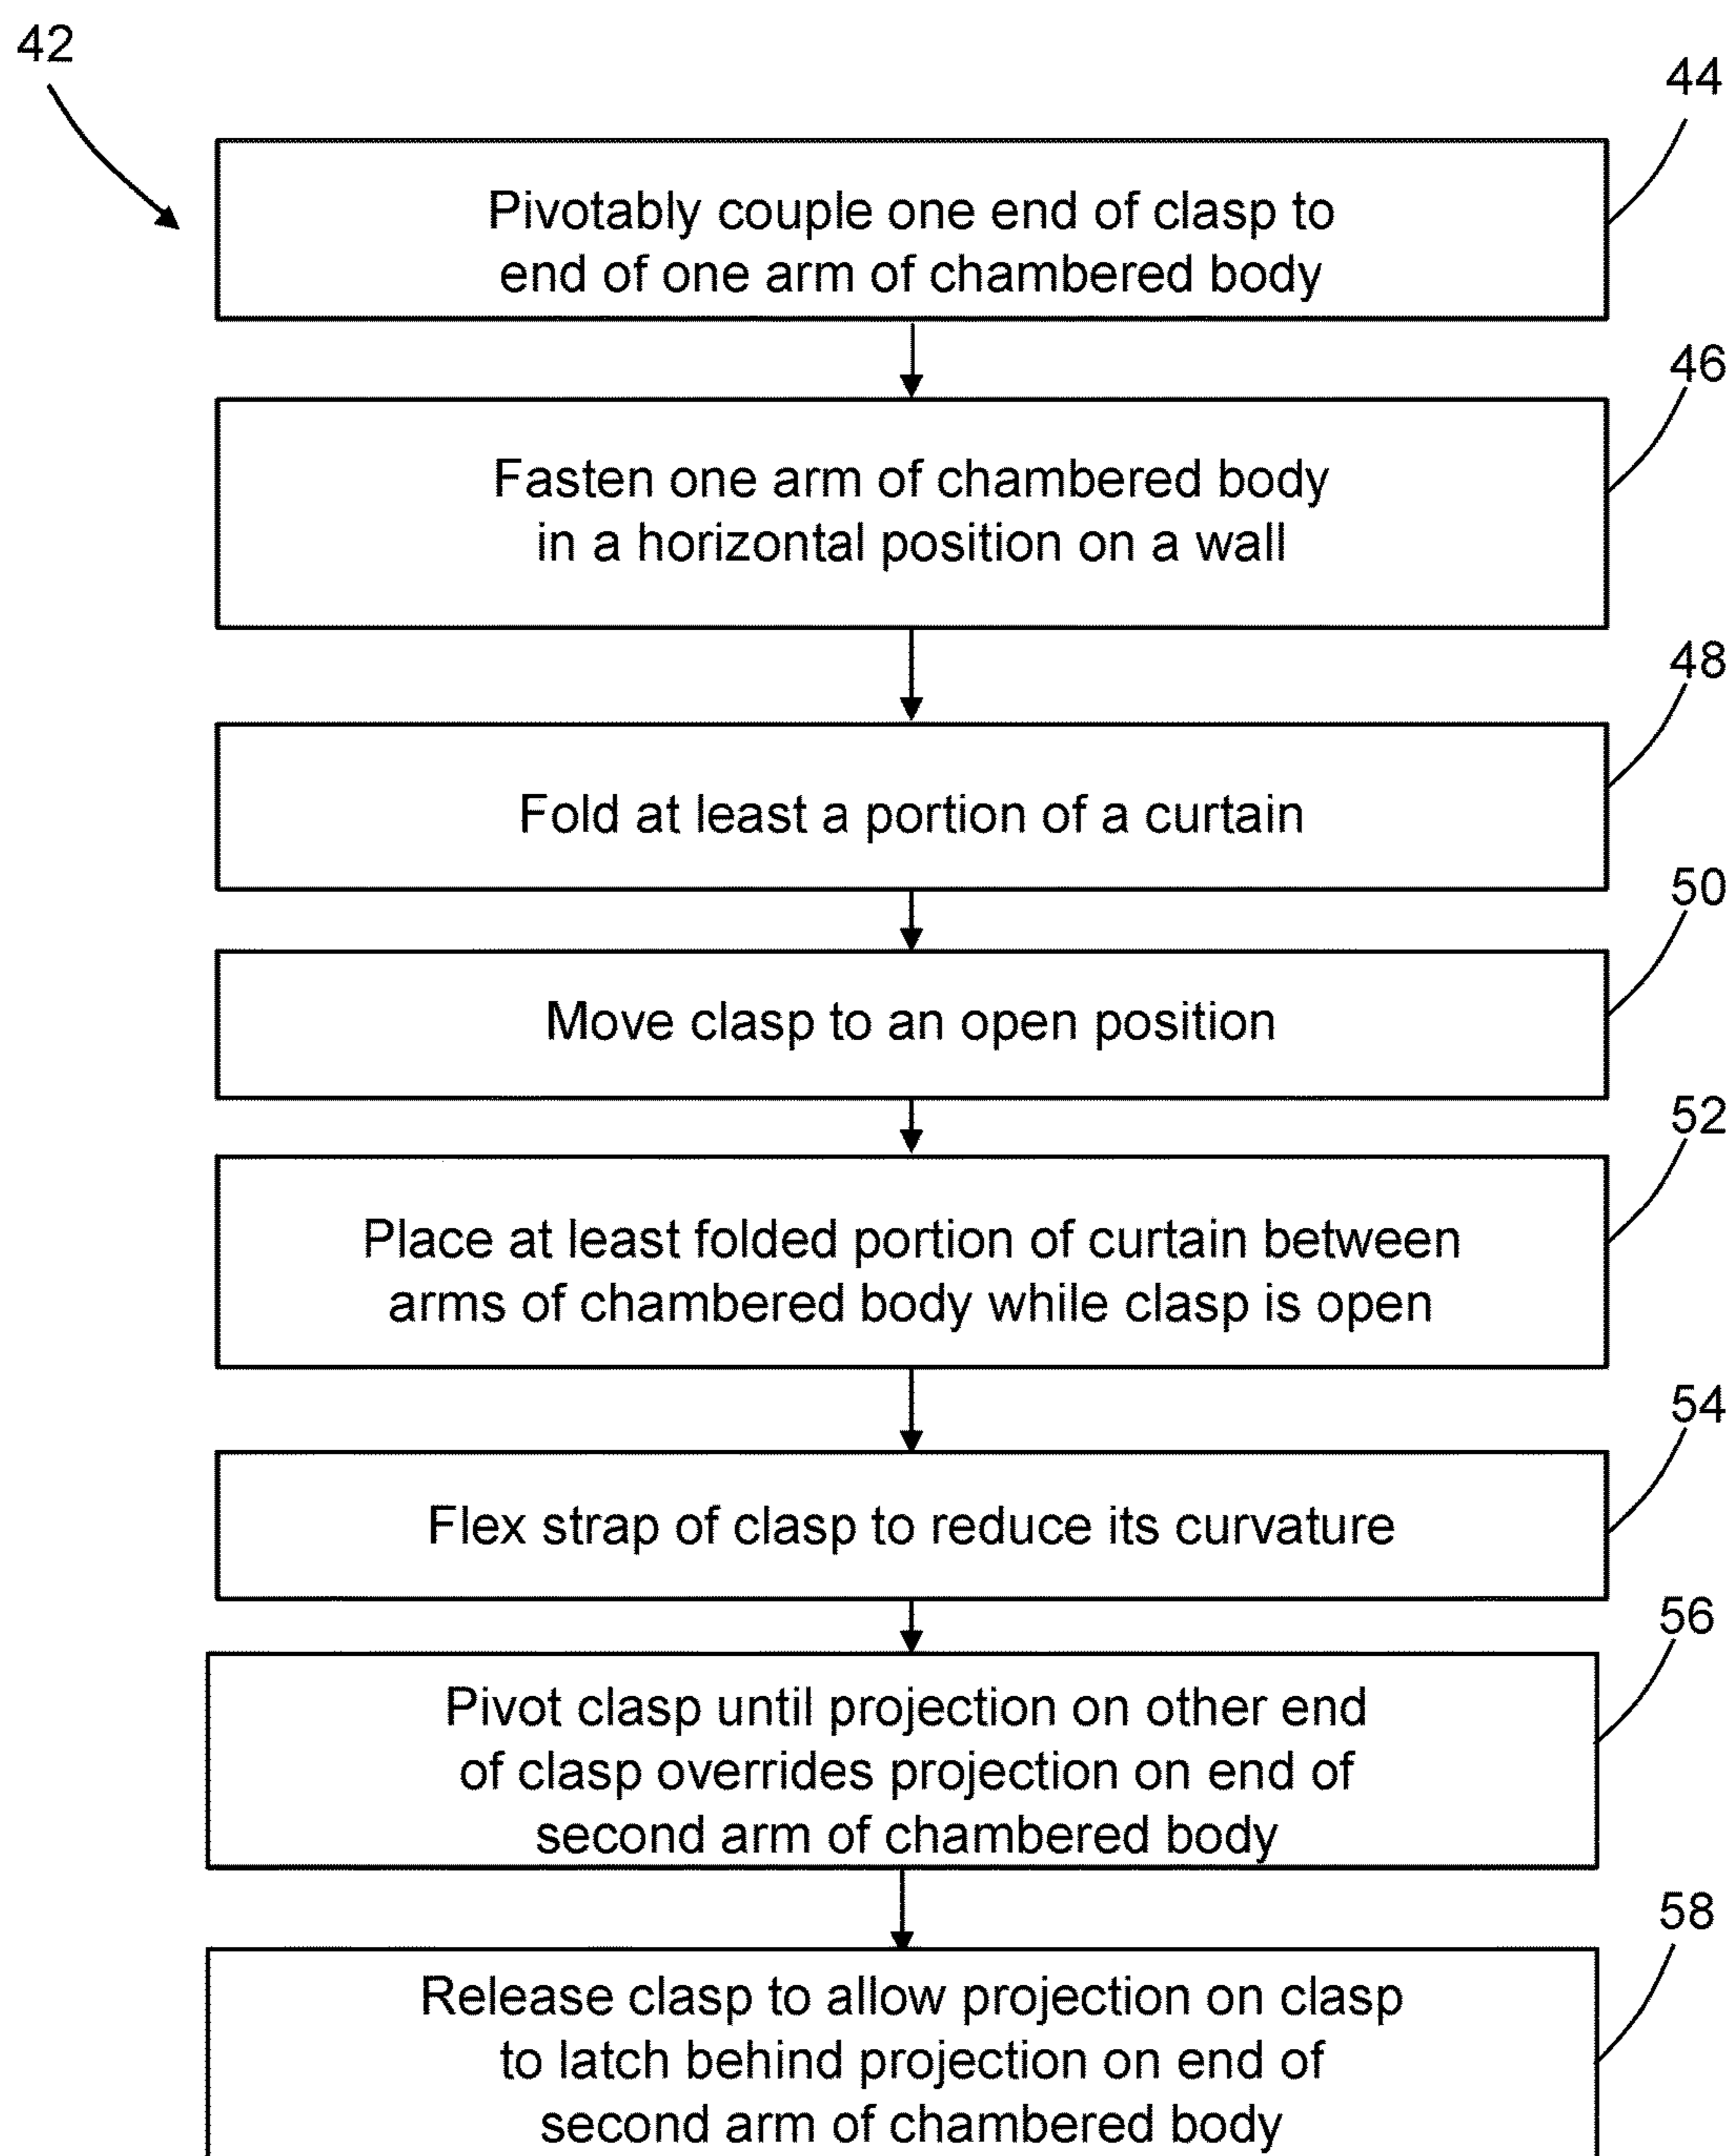 42
44
Pivotably couple one end of clasp to
end of one arm of chambered body
46
Fasten one arm of chambered body
in a horizontal position on a wall
48
Fold at least a portion of a curtain
50
Move clasp to an open position
52
Place at least folded portion of curtain between
arms of chambered body while clasp is open
54
Flex strap of clasp to reduce its curvature
56
Pivot clasp until projection on other end
of clasp overrides projection on end of
second arm of chambered body
58
Release clasp to allow projection on clasp
to latch behind projection on end of
second arm of chambered body